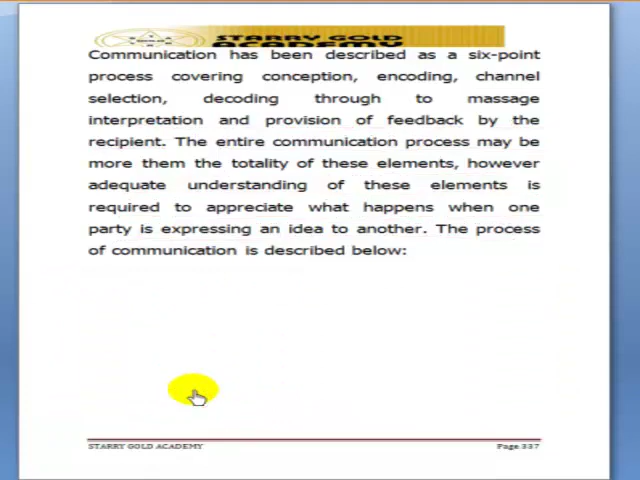 STARRY GOLD
ACADEMY
Communication has been described as a six-point
process covering conception, encoding, channel
selection, decoding through to massage
interpretation and provision of feedback by the
recipient. The entire communication process may be
more them the totality of these elements, however
adequate understanding of these elements is
required to appreciate what happens when one
party is expressing an idea to another. The process
of communication is described below:
STARRY GOLD ACADEMY Page 337